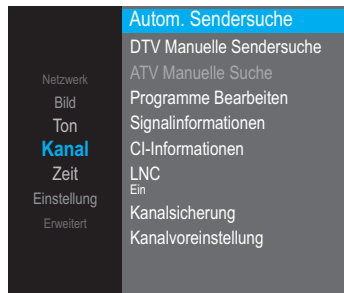 Netzwerk
Bild
Ton
Kanal
Zeit
Einstellung
Erweitert
Autom. Sendersuche
DTV Manuelle Sendersuche
ATV Manuelle Suche
Programme Bearbeiten
Signalinformationen
CI-Informationen
LNC
Ein
Kanalsicherung
Kanalvoreinstellung